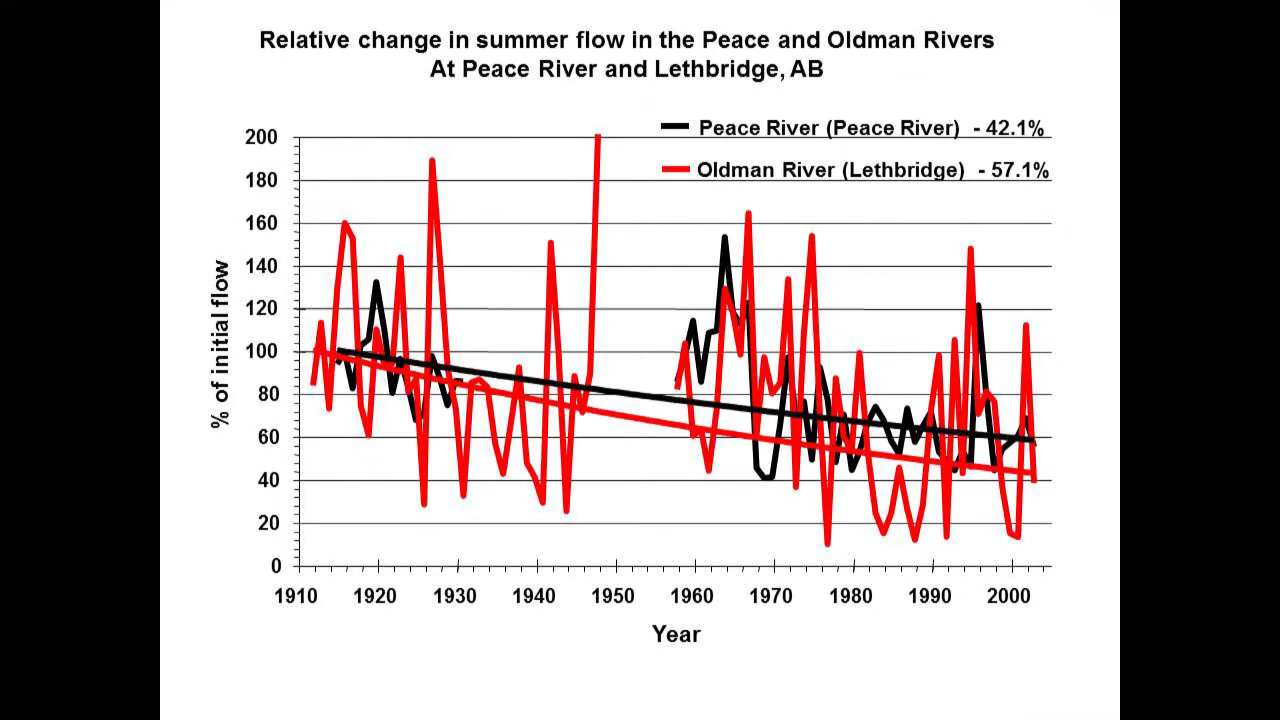 Relative change in summer flow in the Peace and Oldman Rivers
At Peace River and Lethbridge, AB
Peace River (Peace River) - 42.1%
Oldman River (Lethbridge) - 57.1%
% of initial flow
200
180
160
140
120
100
80
60
40
20
0
1910 1920 1930 1940 1950 1960 1970 1980 1990 2000
Year